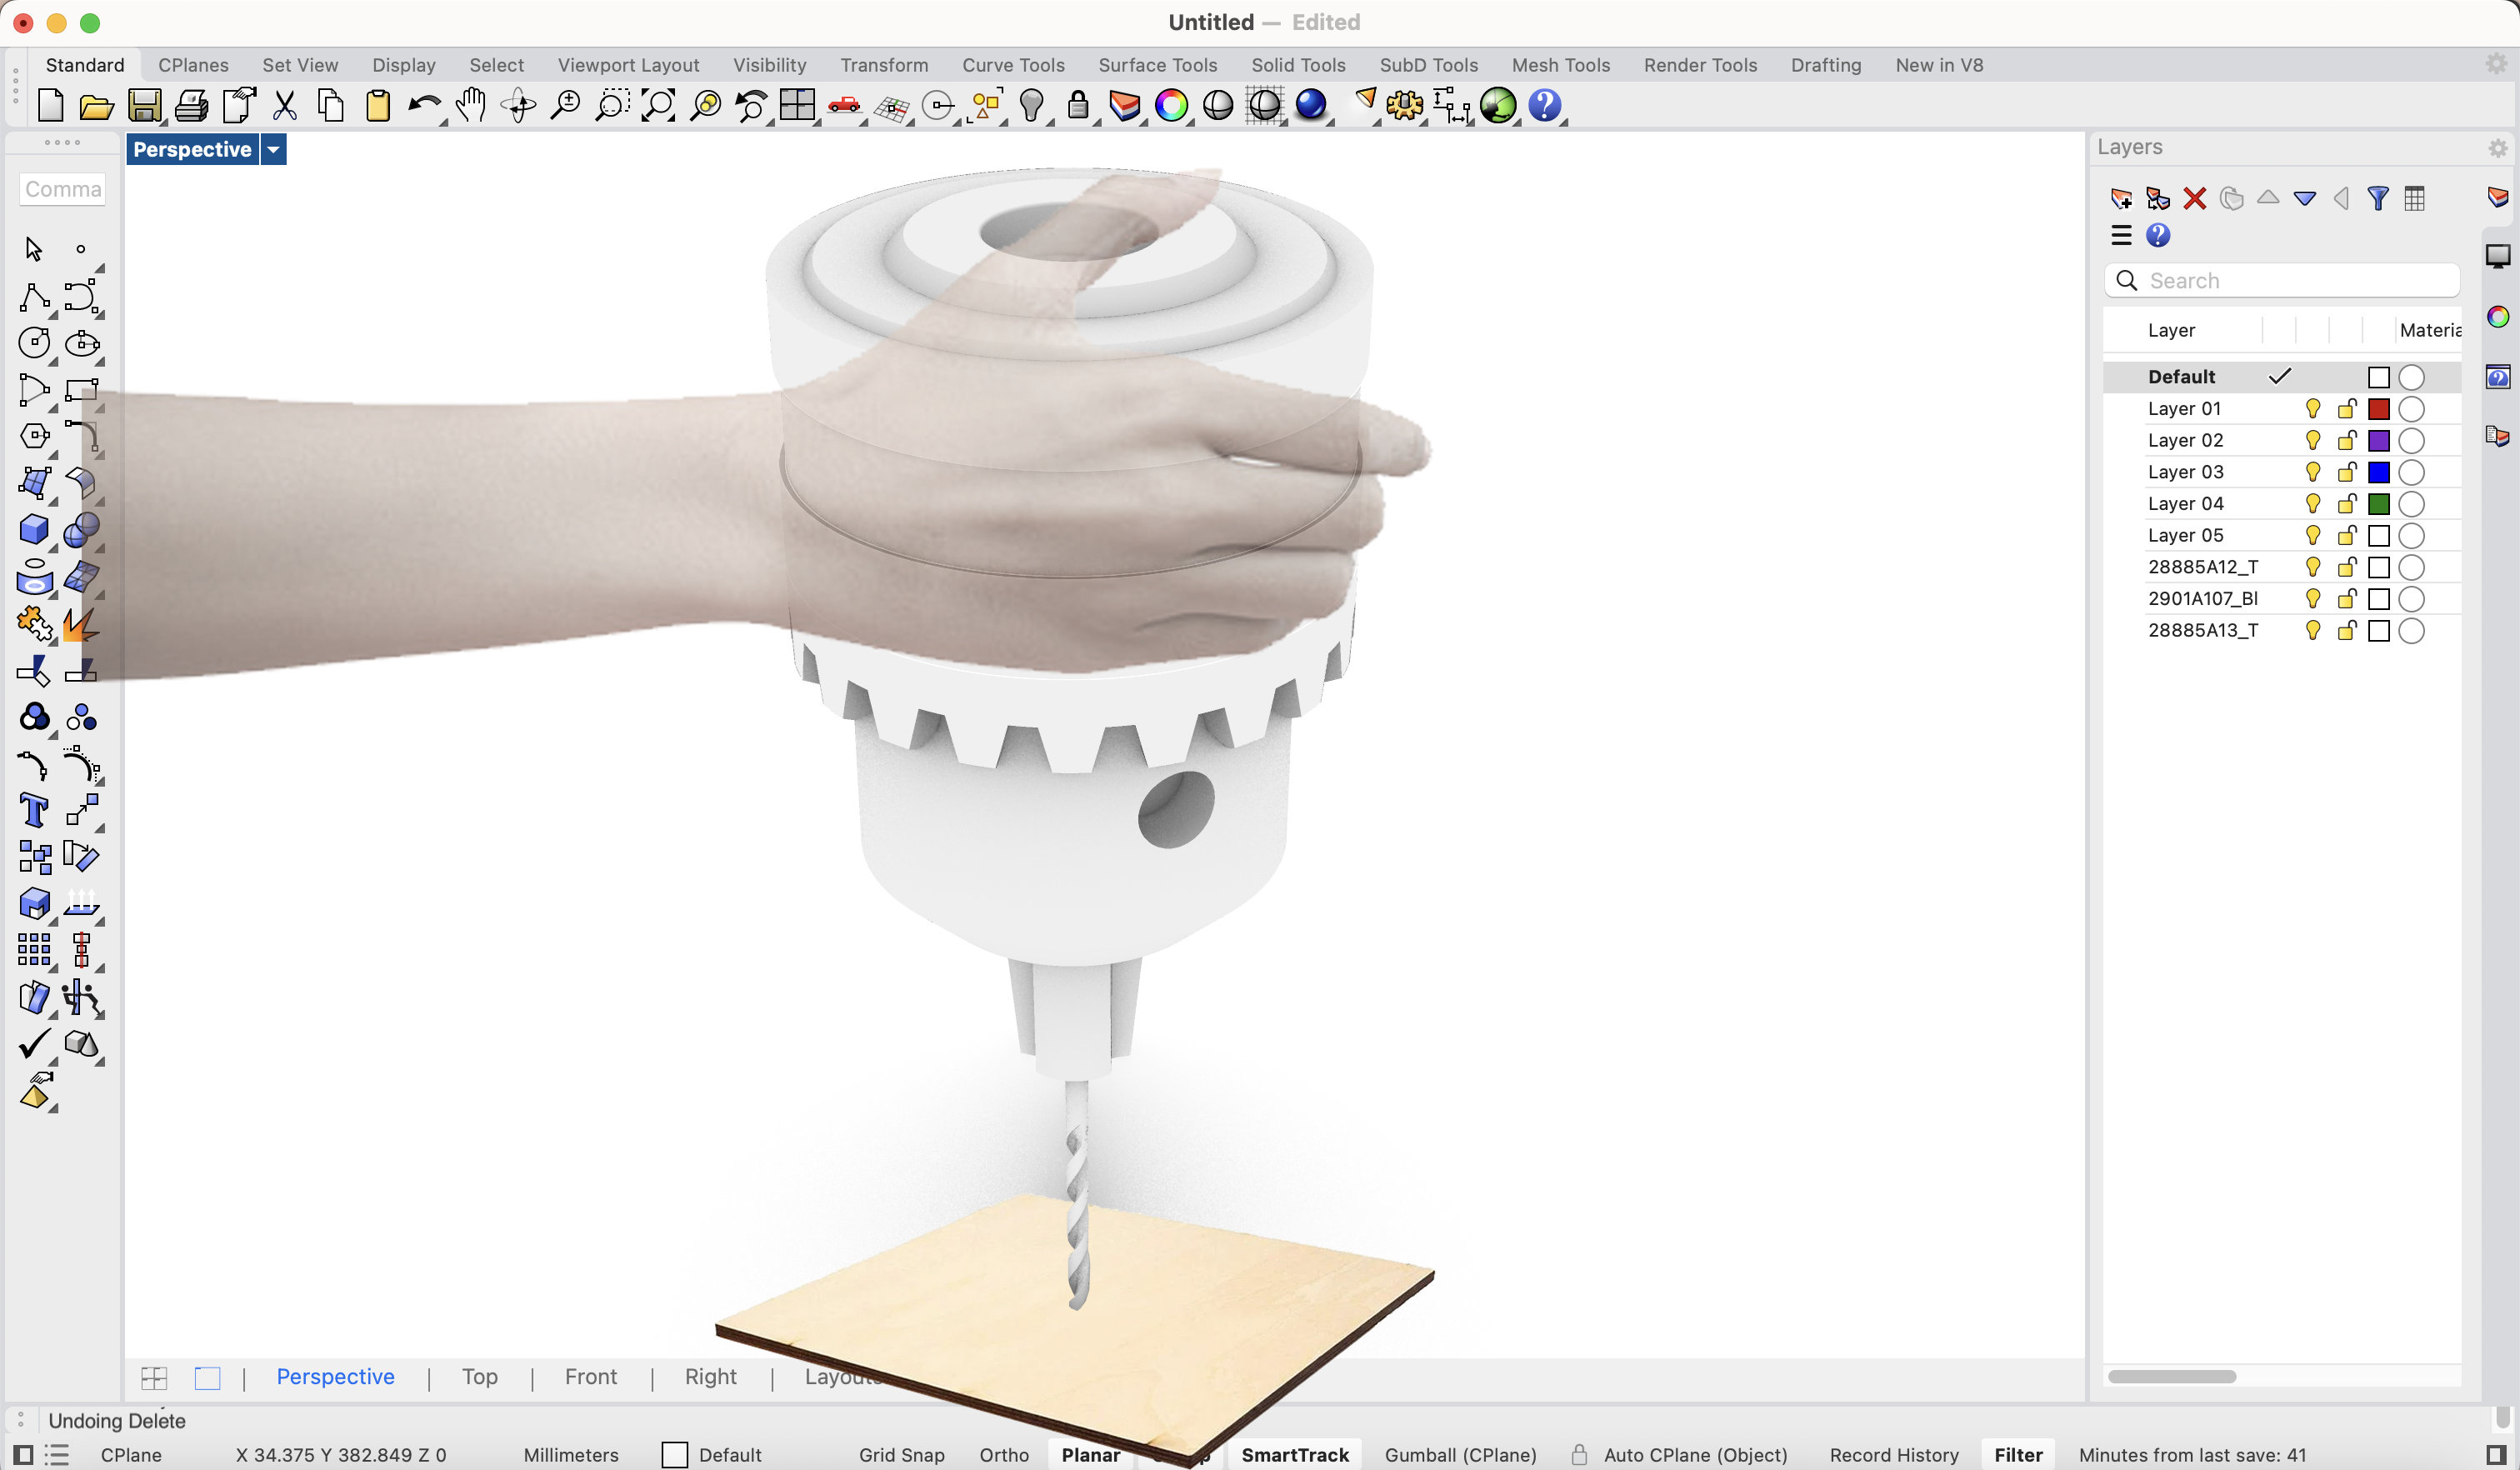 Untitled — Edited
Standard CPlanes Set View Display Select Viewport Layout Visibility Transform Curve Tools Surface Tools Solid Tools SubD Tools Mesh Tools Render Tools Drafting New in V8
Perspective
Layers
Comma
Search
Layer Materia
Default
Layer 01
Layer 02
Layer 03
Layer 04
Layer 05
28885A12_T
2901A107_Bl
28885A13_T
Perspective | Top | Front | Right | Layouts
Undoing Delete
CPlane X 34.375 Y 382.849 Z 0 Millimeters Default Grid Snap Ortho Planar SmartTrack Gumball (CPlane) Auto CPlane (Object) Record History Filter Minutes from last save: 41